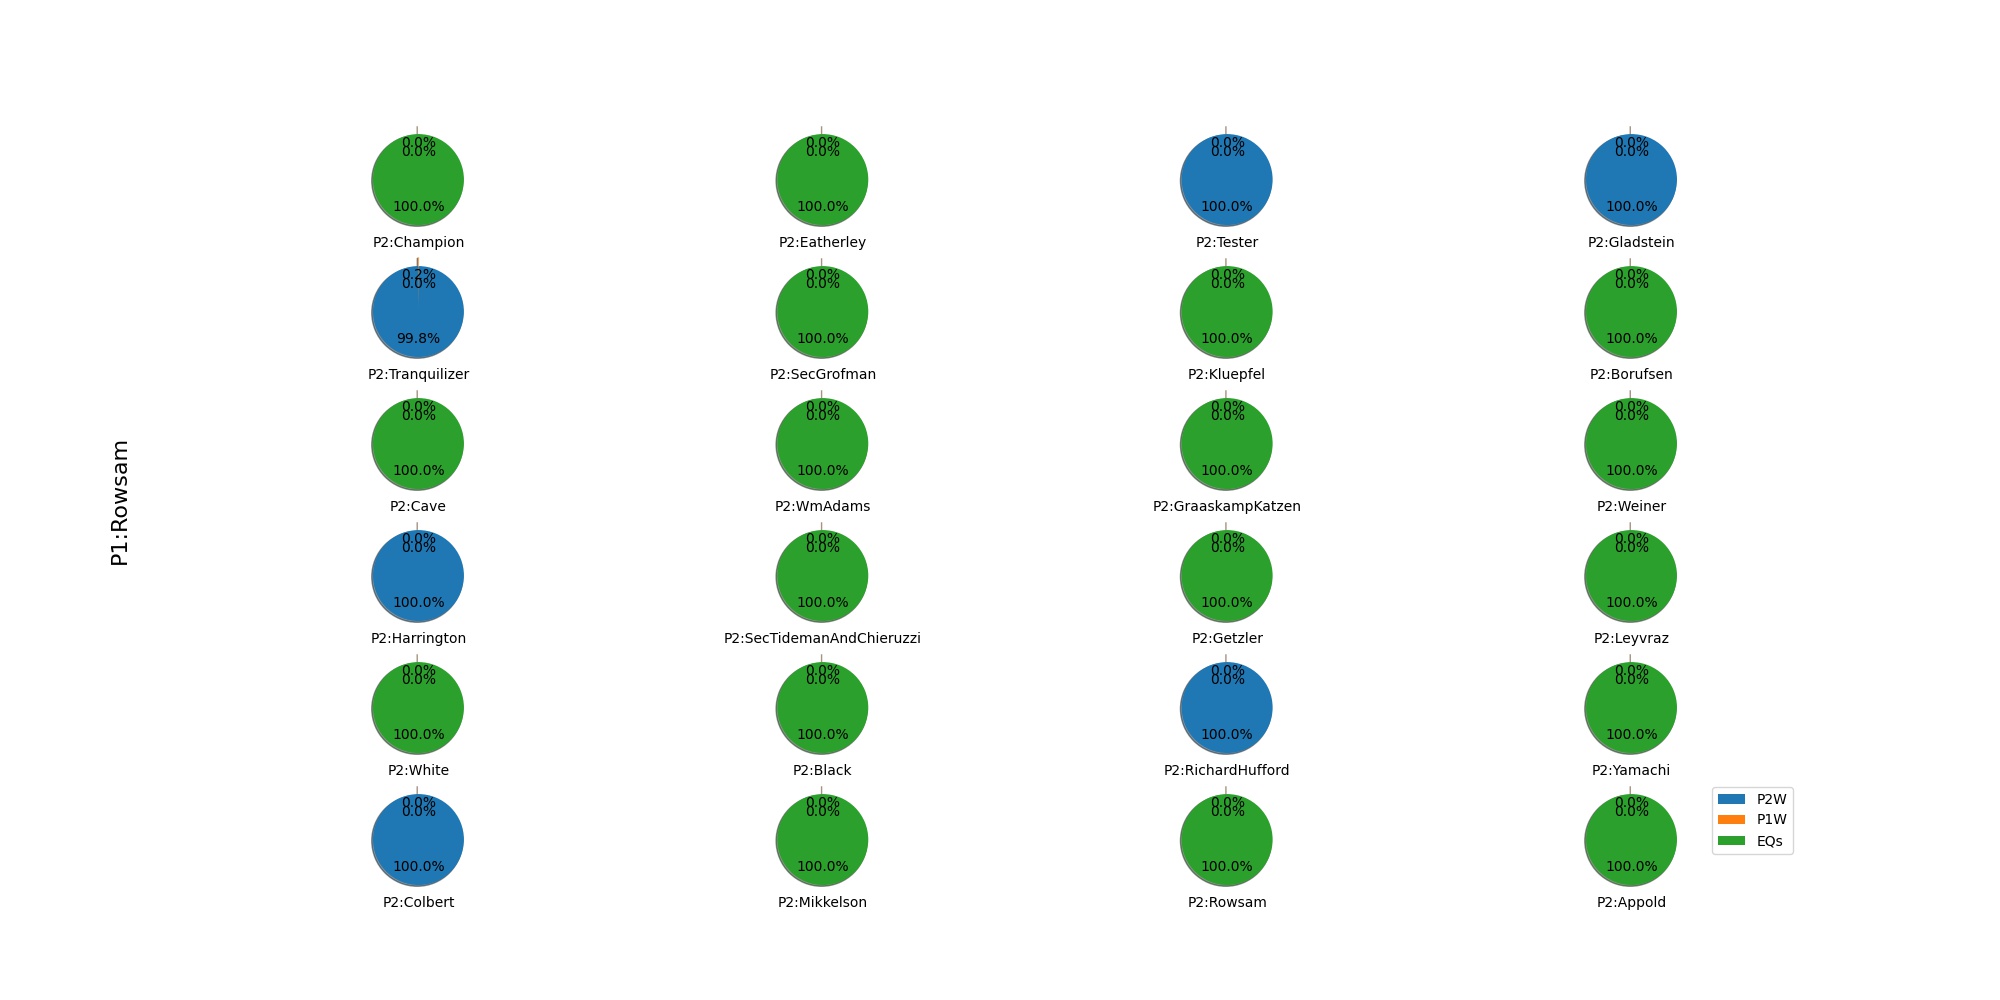 0.0% 0.0% 0.0% 0.0%
0.0% 0.0% 0.0% 0.0%
100.0% 100.0% 100.0% 100.0%
P2:Champion P2:Eatherley P2:Tester P2:Gladstein
0.2% 0.0% 0.0% 0.0%
0.0% 0.0% 0.0% 0.0%
99.8% 100.0% 100.0% 100.0%
P2:Tranquilizer P2:SecGrofman P2:Kluepfel P2:Borufsen
0.0% 0.0% 0.0% 0.0%
0.0% 0.0% 0.0% 0.0%
100.0% 100.0% 100.0% 100.0%
P2:Cave P2:WmAdams P2:GraaskampKatzen P2:Weiner
P1:Rowsam
0.0% 0.0% 0.0% 0.0%
0.0% 0.0% 0.0% 0.0%
100.0% 100.0% 100.0% 100.0%
P2:Harrington P2:SecTidemanAndChieruzzi P2:Getzler P2:Leyvraz
0.0% 0.0% 0.0% 0.0%
0.0% 0.0% 0.0% 0.0%
100.0% 100.0% 100.0% 100.0%
P2:White P2:Black P2:RichardHufford P2:Yamachi
0.0% 0.0% 0.0% 0.0%
0.0% 0.0% 0.0% 0.0%
100.0% 100.0% 100.0% 100.0%
P2:Colbert P2:Mikkelson P2:Rowsam P2:Appold
P2W
P1W
EQs